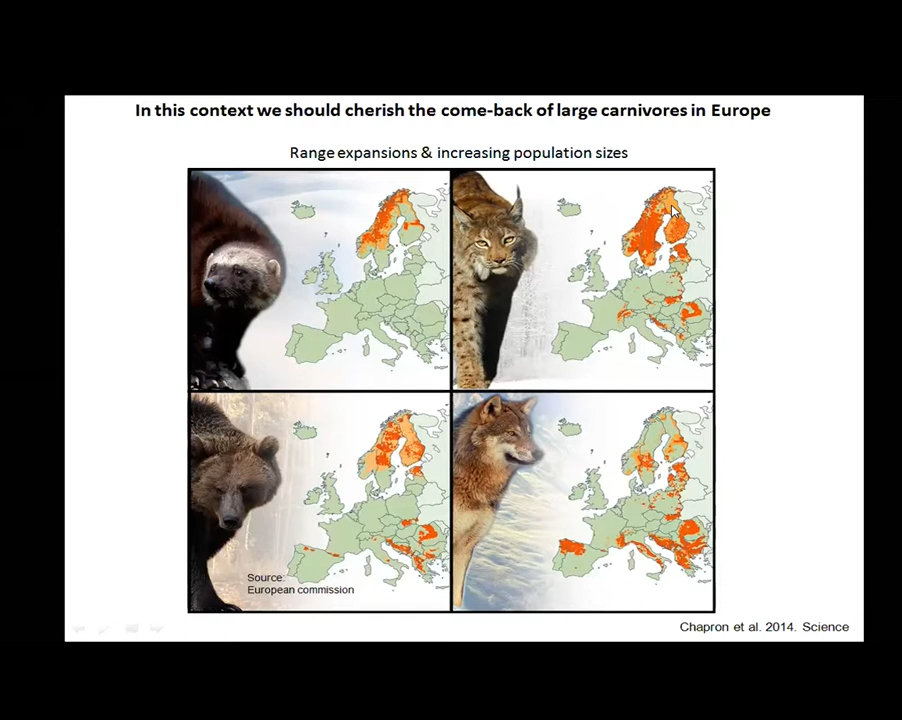 In this context we should cherish the come-back of large carnivores in Europe
Range expansions & increasing population sizes
Source:
European commission
Chapron et al. 2014. Science